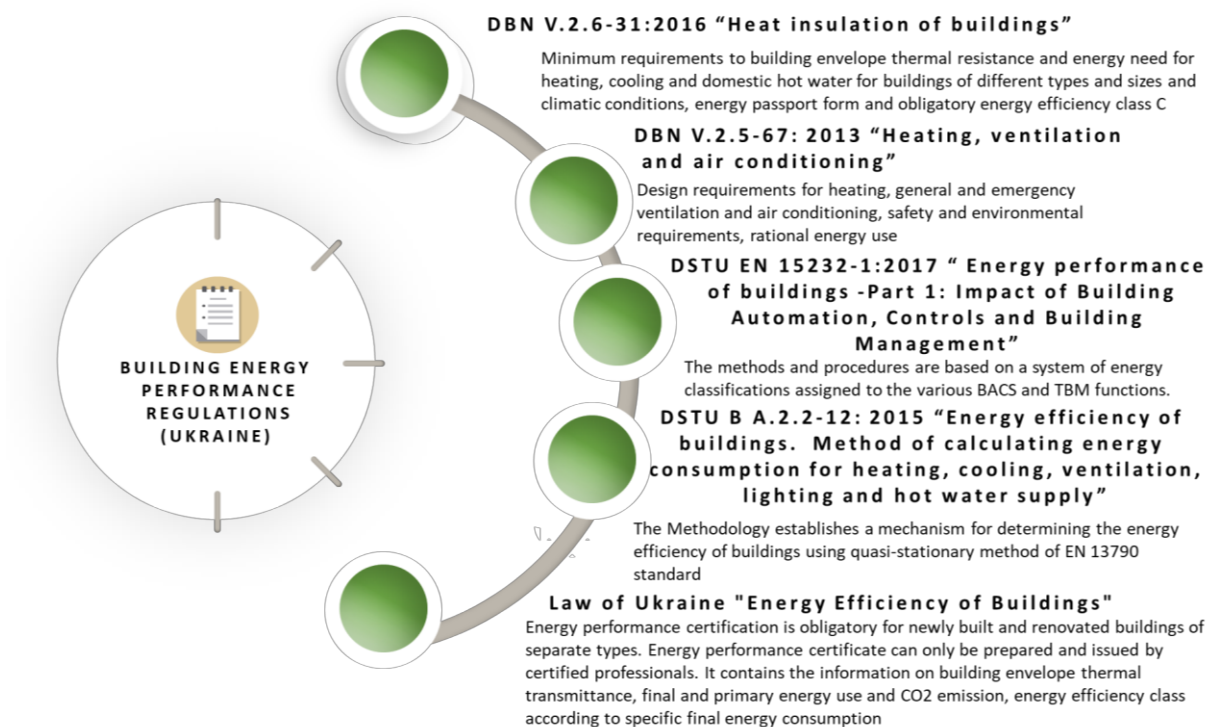 DBN V.2.6-31:2016 “Heat insulation of buildings”
Minimum requirements to building envelope thermal resistance and energy need for
heating, cooling and domestic hot water for buildings of different types and sizes and
climatic conditions, energy passport form and obligatory energy efficiency class C
DBN V.2.5-67: 2013 “Heating, ventilation
and air conditioning”
Design requirements for heating, general and emergency
ventilation and air conditioning, safety and environmental
requirements, rational energy use
DSTU EN 15232-1:2017 “ Energy performance
of buildings -Part 1: Impact of Building
Automation, Controls and Building
Management”
The methods and procedures are based on a system of energy
classifications assigned to the various BACS and TBM functions.
DSTU B A.2.2-12: 2015 “Energy efficiency of
buildings. Method of calculating energy
consumption for heating, cooling, ventilation,
lighting and hot water supply”
The Methodology establishes a mechanism for determining the energy
efficiency of buildings using quasi-stationary method of EN 13790
standard
Law of Ukraine "Energy Efficiency of Buildings"
Energy performance certification is obligatory for newly built and renovated buildings of
separate types. Energy performance certificate can only be prepared and issued by
certified professionals. It contains the information on building envelope thermal
transmittance, final and primary energy use and CO2 emission, energy efficiency class
according to specific final energy consumption
BUILDING ENERGY
PERFORMANCE
REGULATIONS
(UKRAINE)